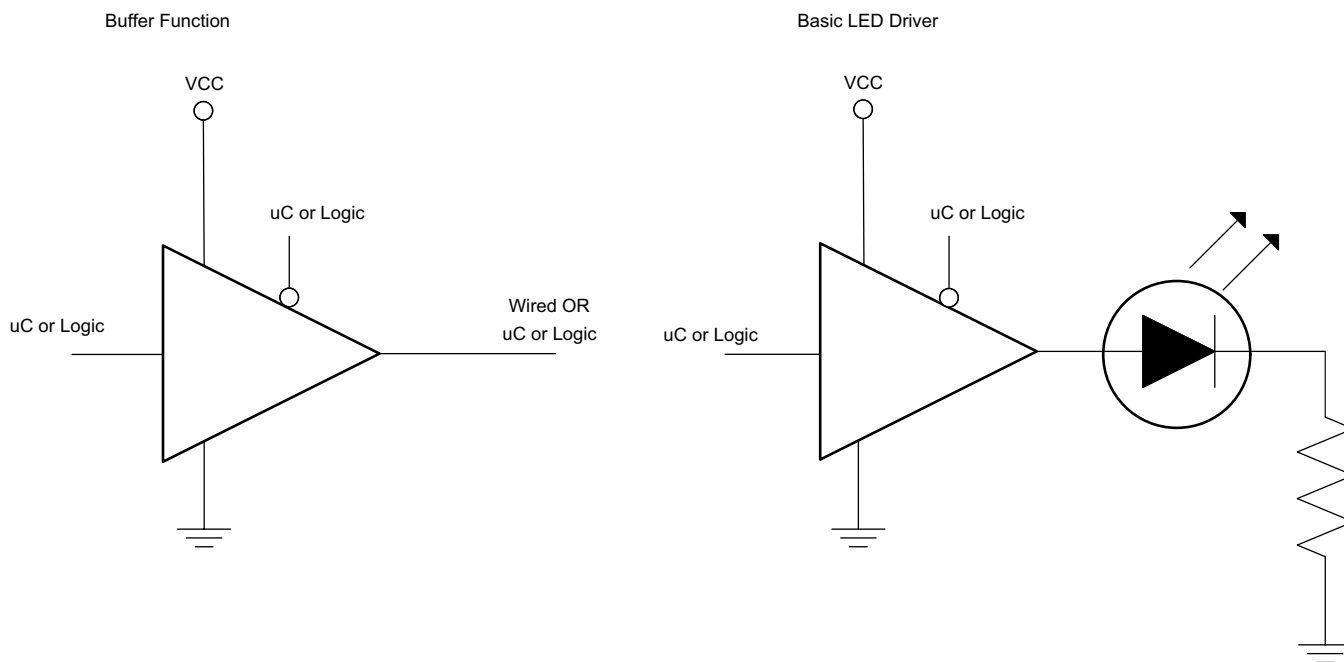 Buffer Function
VCC
uC or Logic
uC or Logic
Wired OR
uC or Logic
Basic LED Driver
VCC
uC or Logic
uC or Logic